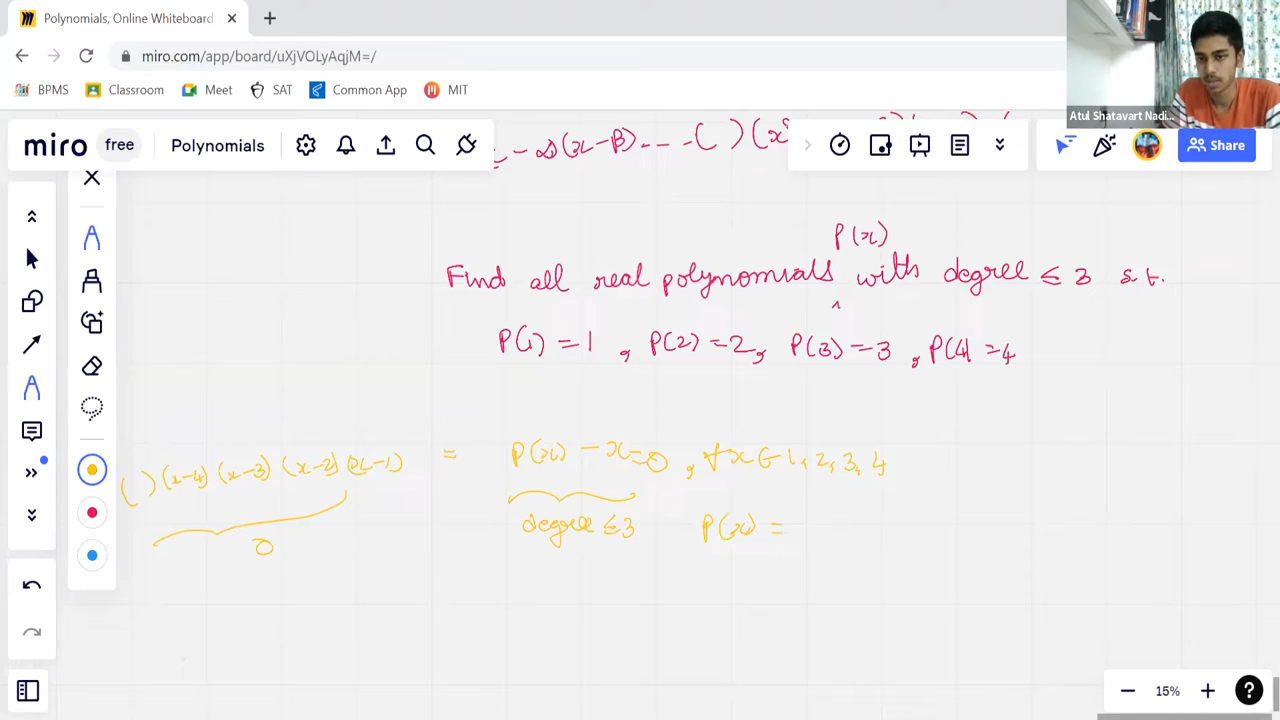 Polynomials, Online Whiteboard
miro.com/app/board/uXjVOLyAqjM=/
BPMS Classroom Meet SAT Common App MIT
Atul Shatavart Nadi...
miro free Polynomials
Share
(x-β)--- -( )
P(x)
Find all real polynomials ^ with degree ≤ 3 s.t.
P(1) = 1 , P(2) = 2, P(3) = 3 , P(4) = 4
( ) (x-4) (x-3) (x-2) (x-1) = P(x) - x = 0 , ∀ x ∈ 1, 2, 3, 4
0 degree ≤ 3 P(x) =
15%